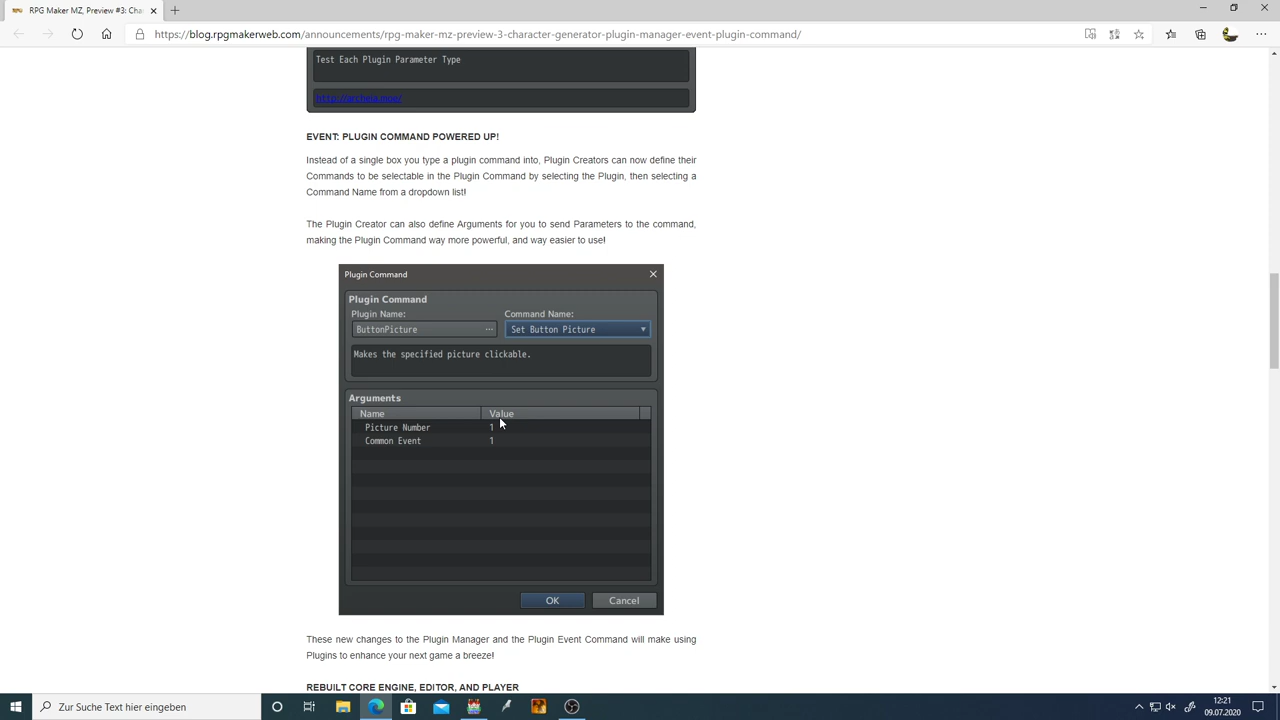 RPG Maker MZ, Preview #3: Cha
https://blog.rpgmakerweb.com/announcements/rpg-maker-mz-preview-3-character-generator-plugin-manager-event-plugin-command/
Test Each Plugin Parameter Type
EVENT: PLUGIN COMMAND POWERED UP!
Instead of a single box you type a plugin command into, Plugin Creators can now define their
Commands to be selectable in the Plugin Command by selecting the Plugin, then selecting a
Command Name from a dropdown list!
The Plugin Creator can also define Arguments for you to send Parameters to the command,
making the Plugin Command way more powerful, and way easier to use!
Plugin Command
Plugin Command
Plugin Name: Command Name:
ButtonPicture ... Set Button Picture
Makes the specified picture clickable.
Arguments
Name Value
Picture Number 1
Common Event 1
OK Cancel
These new changes to the Plugin Manager and the Plugin Event Command will make using
Plugins to enhance your next game a breeze!
REBUILT CORE ENGINE, EDITOR, AND PLAYER
Zur Suche Text hier eingeben
12:21
09.07.2020